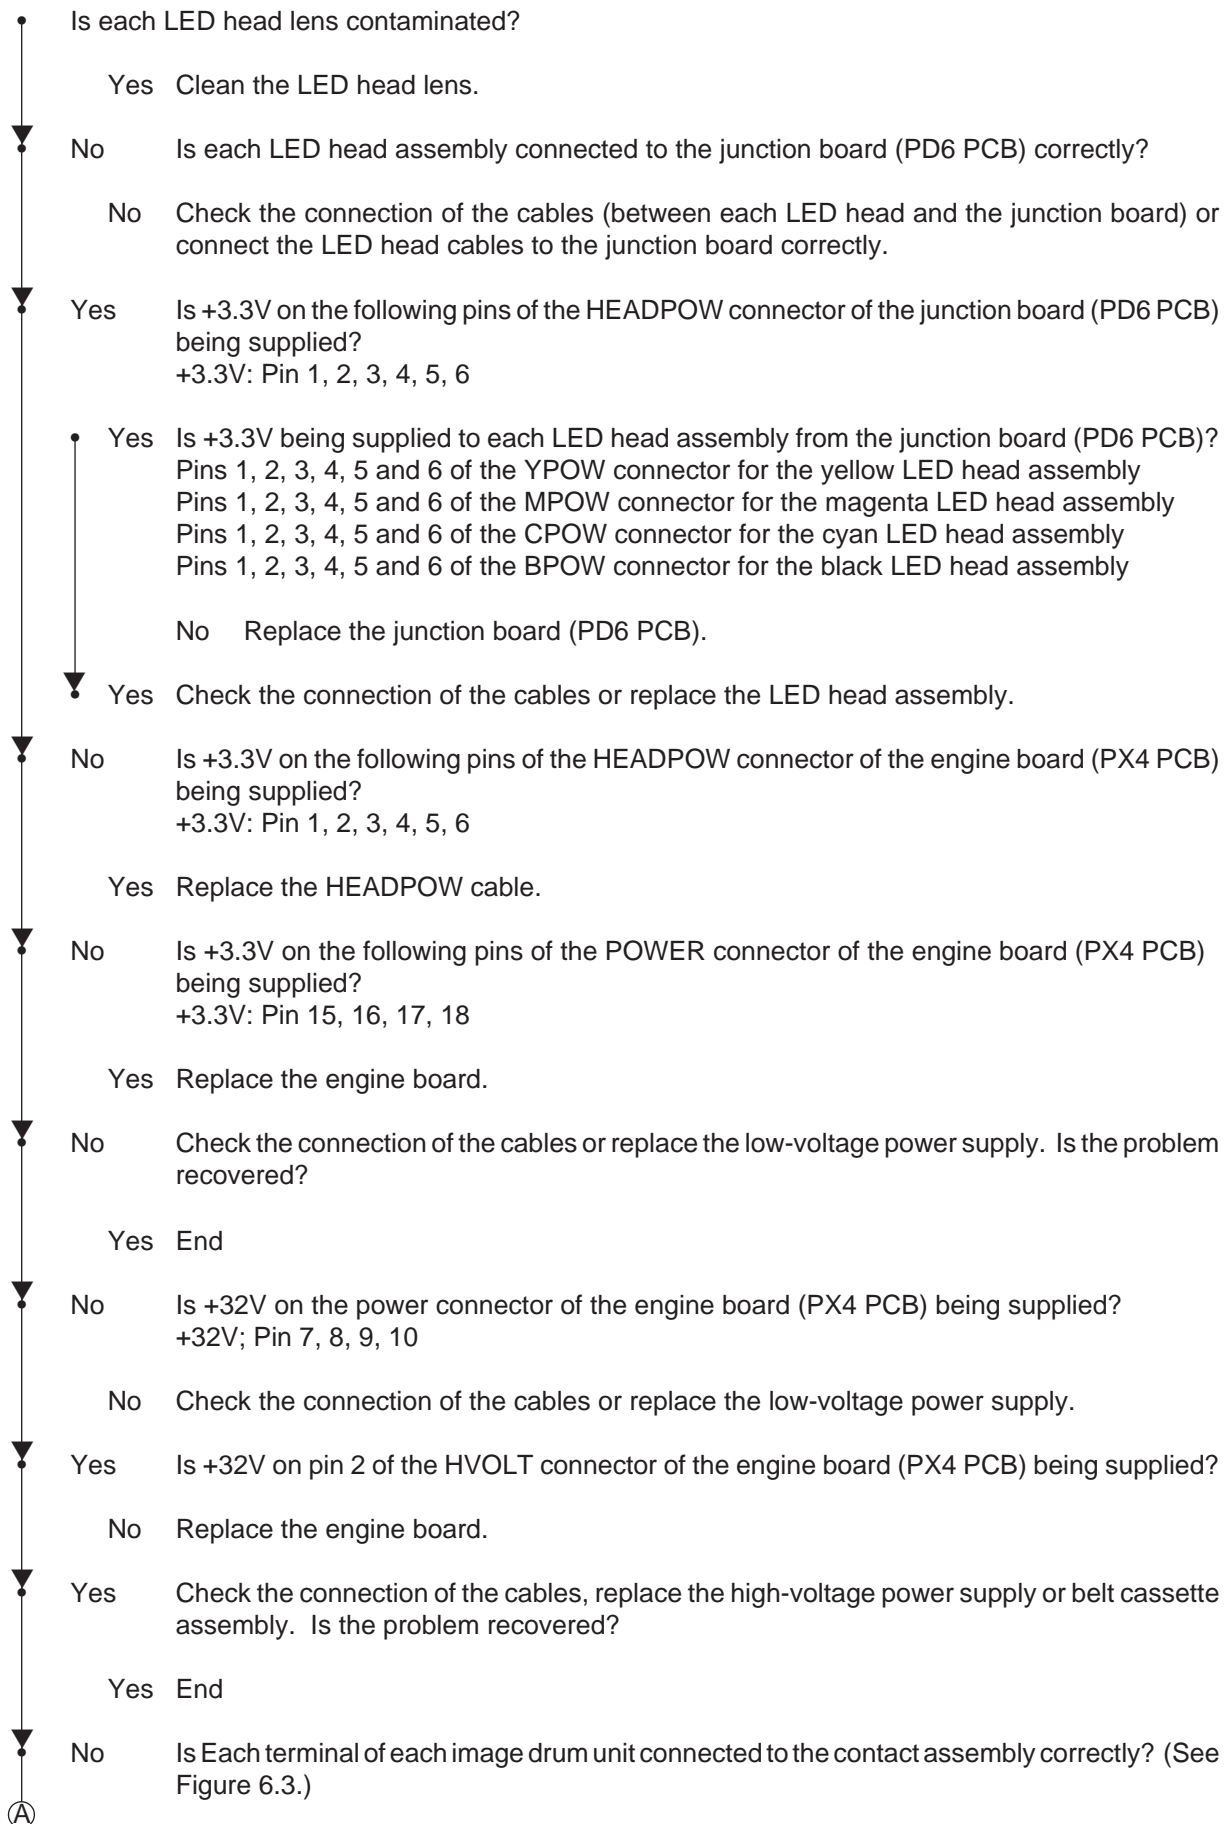 Is each LED head lens contaminated?
Yes Clean the LED head lens.
No Is each LED head assembly connected to the junction board (PD6 PCB) correctly?
No Check the connection of the cables (between each LED head and the junction board) or
connect the LED head cables to the junction board correctly.
Yes Is +3.3V on the following pins of the HEADPOW connector of the junction board (PD6 PCB)
being supplied?
+3.3V: Pin 1, 2, 3, 4, 5, 6
Yes Is +3.3V being supplied to each LED head assembly from the junction board (PD6 PCB)?
Pins 1, 2, 3, 4, 5 and 6 of the YPOW connector for the yellow LED head assembly
Pins 1, 2, 3, 4, 5 and 6 of the MPOW connector for the magenta LED head assembly
Pins 1, 2, 3, 4, 5 and 6 of the CPOW connector for the cyan LED head assembly
Pins 1, 2, 3, 4, 5 and 6 of the BPOW connector for the black LED head assembly
No Replace the junction board (PD6 PCB).
Yes Check the connection of the cables or replace the LED head assembly.
No Is +3.3V on the following pins of the HEADPOW connector of the engine board (PX4 PCB)
being supplied?
+3.3V: Pin 1, 2, 3, 4, 5, 6
Yes Replace the HEADPOW cable.
No Is +3.3V on the following pins of the POWER connector of the engine board (PX4 PCB)
being supplied?
+3.3V: Pin 15, 16, 17, 18
Yes Replace the engine board.
No Check the connection of the cables or replace the low-voltage power supply. Is the problem
recovered?
Yes End
No Is +32V on the power connector of the engine board (PX4 PCB) being supplied?
+32V; Pin 7, 8, 9, 10
No Check the connection of the cables or replace the low-voltage power supply.
Yes Is +32V on pin 2 of the HVOLT connector of the engine board (PX4 PCB) being supplied?
No Replace the engine board.
Yes Check the connection of the cables, replace the high-voltage power supply or belt cassette
assembly. Is the problem recovered?
Yes End
No Is Each terminal of each image drum unit connected to the contact assembly correctly? (See
Figure 6.3.)
A